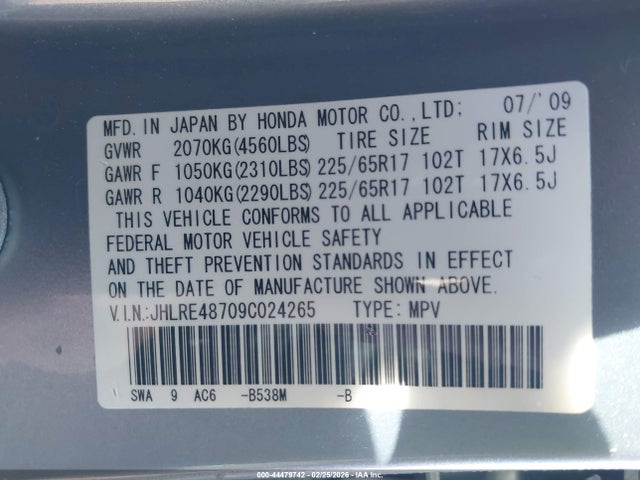 MFD. IN JAPAN BY HONDA MOTOR CO.,LTD; 07/'09
GVWR 2070KG(4560LBS) TIRE SIZE RIM SIZE
GAWR F 1050KG(2310LBS) 225/65R17 102T 17X6.5J
GAWR R 1040KG(2290LBS) 225/65R17 102T 17X6.5J
THIS VEHICLE CONFORMS TO ALL APPLICABLE
FEDERAL MOTOR VEHICLE SAFETY
AND THEFT PREVENTION STANDARDS IN EFFECT
ON THE DATE OF MANUFACTURE SHOWN ABOVE.
V.I.N.:JHLRE48709C024265 TYPE: MPV
SWA 9 AC6 -B538M -B
000-44479742 - 02/25/2026 - IAA Inc.